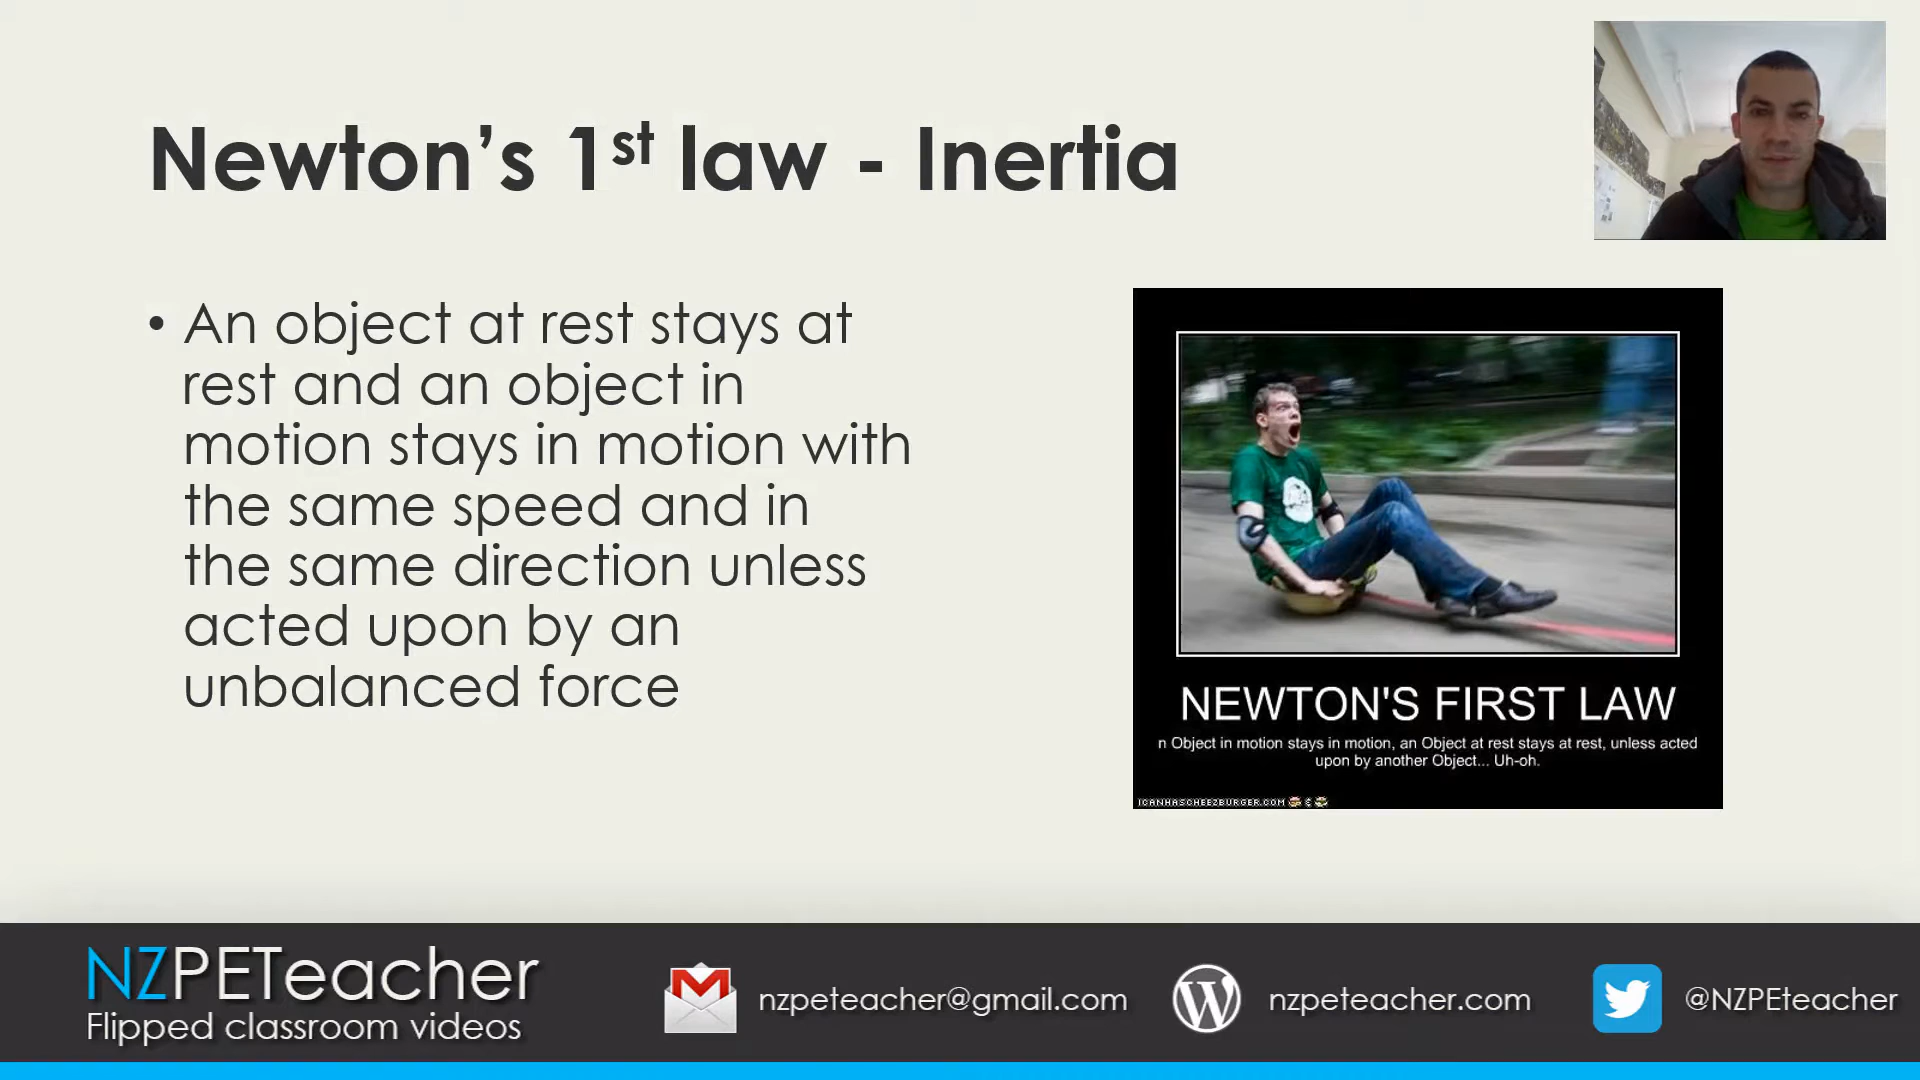 Newton’s 1st law - Inertia
• An object at rest stays at
rest and an object in
motion stays in motion with
the same speed and in
the same direction unless
acted upon by an
unbalanced force
NEWTON'S FIRST LAW
n Object in motion stays in motion, an Object at rest stays at rest, unless acted
upon by another Object... Uh-oh.
ICANHASCHEEZBURGER.COM
NZPETeacher
Flipped classroom videos
nzpeteacher@gmail.com
nzpeteacher.com
@NZPEteacher